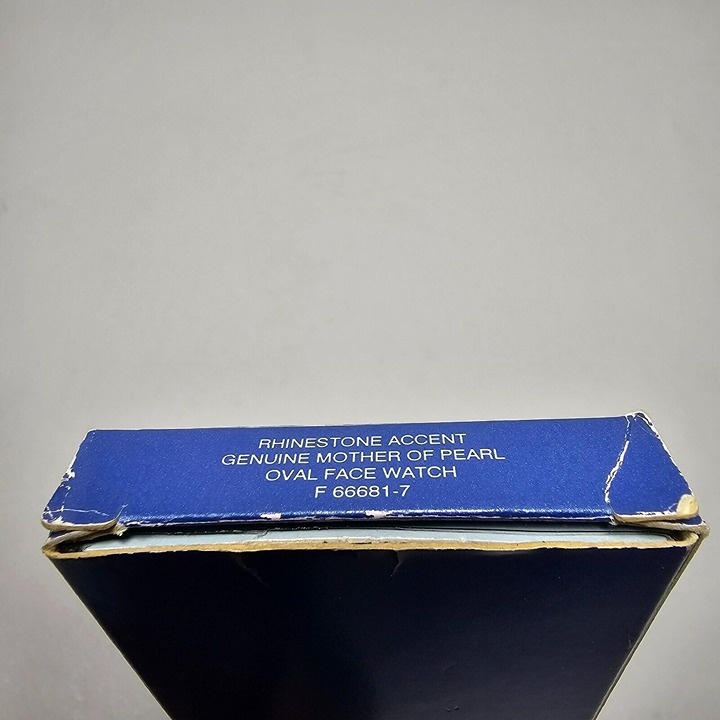 RHINESTONE ACCENT
GENUINE MOTHER OF PEARL
OVAL FACE WATCH
F 66681-7